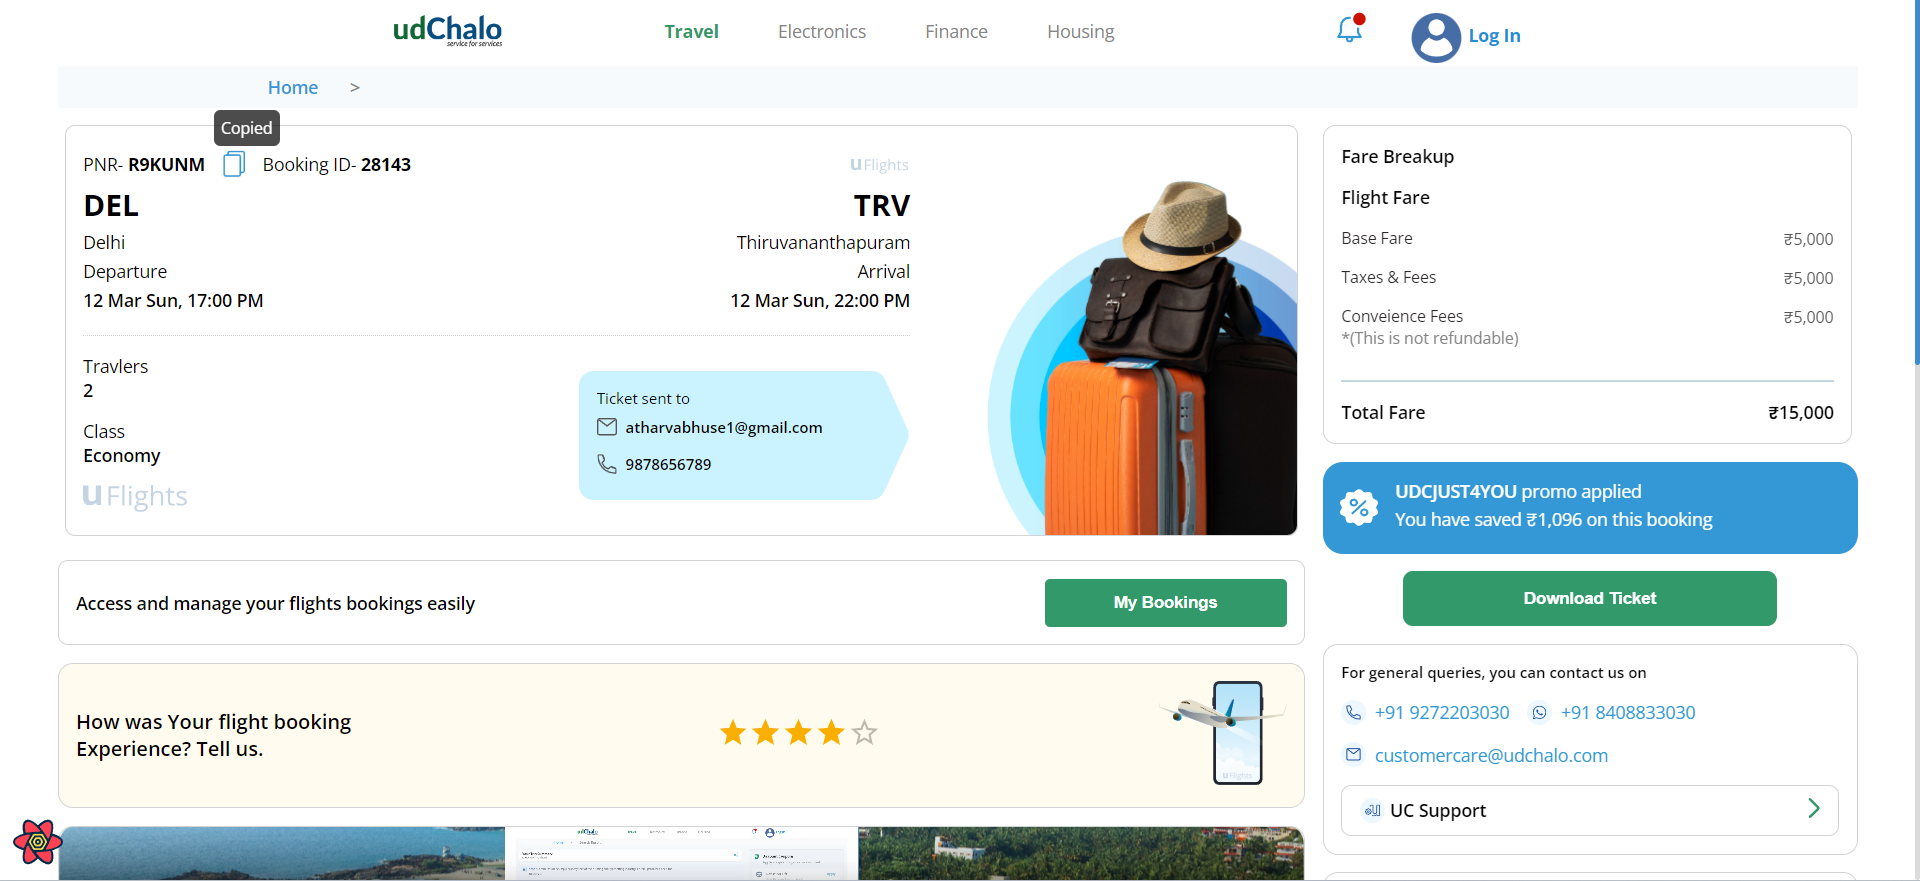 udChalo
service for services
Travel
Electronics
Finance
Housing
Log In
Home >
Copied
PNR- R9KUNM
Booking ID- 28143
uFlights
DEL
TRV
Delhi
Thiruvananthapuram
Departure
Arrival
12 Mar Sun, 17:00 PM
12 Mar Sun, 22:00 PM
Travlers
2
Class
Economy
uFlights
Ticket sent to
atharvabhuse1@gmail.com
9878656789
Access and manage your flights bookings easily
My Bookings
How was Your flight booking
Experience? Tell us.
uFlights
Fare Breakup
Flight Fare
Base Fare ₹5,000
Taxes & Fees ₹5,000
Conveience Fees ₹5,000
*(This is not refundable)
Total Fare ₹15,000
UDCJUST4YOU promo applied
You have saved ₹1,096 on this booking
Download Ticket
For general queries, you can contact us on
+91 9272203030
+91 8408833030
customercare@udchalo.com
UC Support
udChalo